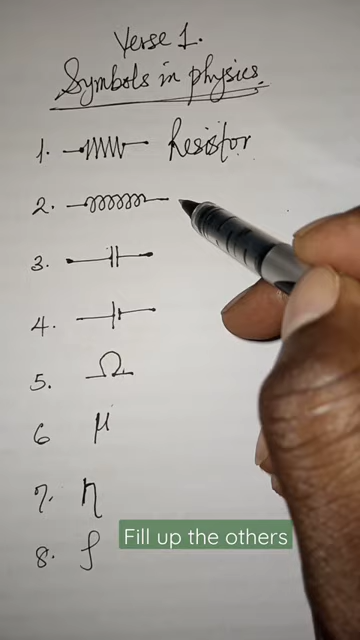 Verse 1.
Symbols in physics.
1. Resistor
2.
3.
4.
5. Ω
6 μ
7. η
8. ρ
Fill up the others